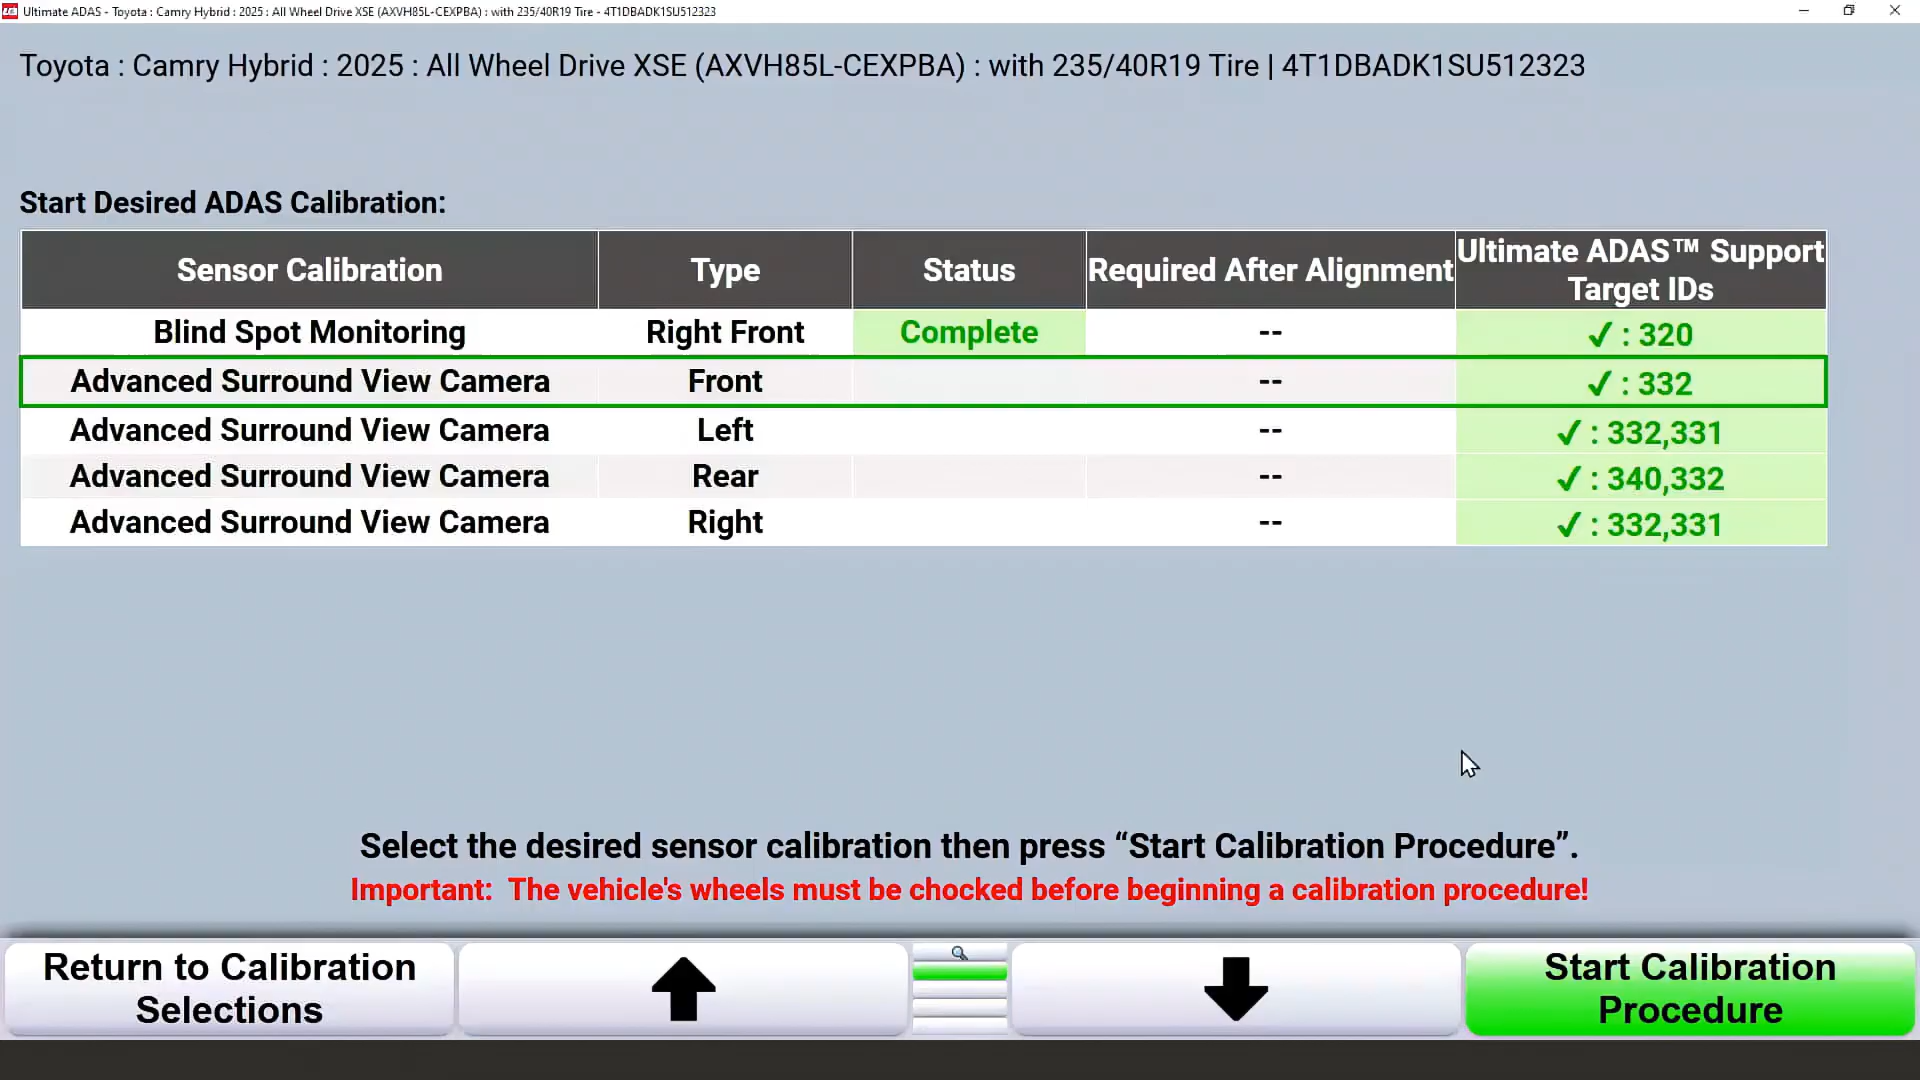 Ultimate ADAS - Toyota : Camry Hybrid : 2025 : All Wheel Drive XSE (AXVH85L-CEXPBA) : with 235/40R19 Tire - 4T1DBADK1SU512323
Toyota : Camry Hybrid : 2025 : All Wheel Drive XSE (AXVH85L-CEXPBA) : with 235/40R19 Tire | 4T1DBADK1SU512323
Start Desired ADAS Calibration:
Sensor Calibration Type Status Required After Alignment Ultimate ADAS™ Support
Target IDs
Blind Spot Monitoring Right Front Complete -- ✓ : 320
Advanced Surround View Camera Front -- ✓ : 332
Advanced Surround View Camera Left -- ✓ : 332,331
Advanced Surround View Camera Rear -- ✓ : 340,332
Advanced Surround View Camera Right -- ✓ : 332,331
Select the desired sensor calibration then press “Start Calibration Procedure”.
Important: The vehicle's wheels must be chocked before beginning a calibration procedure!
Return to Calibration
Selections
Start Calibration
Procedure